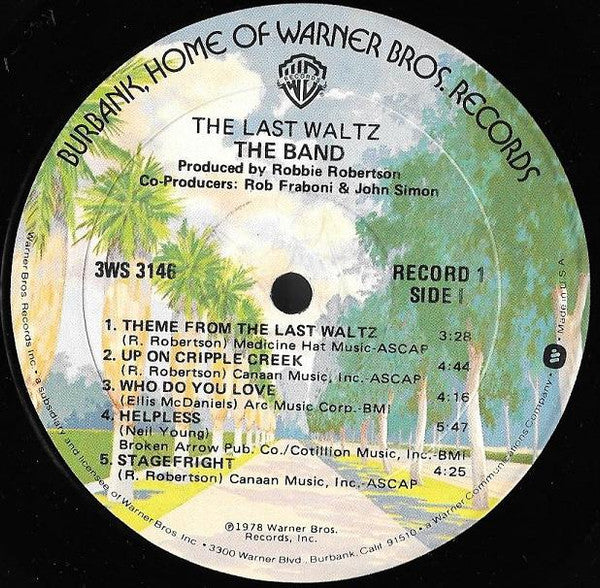 BURBANK, HOME OF WARNER BROS. RECORDS
RECORDS
THE LAST WALTZ
THE BAND
Produced by Robbie Robertson
Co-Producers: Rob Fraboni & John Simon
3WS 3146
RECORD 1
SIDE 1
1. THEME FROM THE LAST WALTZ 3:28
(R. Robertson) Medicine Hat Music-ASCAP
2. UP ON CRIPPLE CREEK 4:44
(R. Robertson) Canaan Music, Inc.-ASCAP
3. WHO DO YOU LOVE 4:16
(Ellis McDaniels) Arc Music Corp.-BMI
4. HELPLESS 5:47
(Neil Young)
Broken Arrow Pub. Co./Cotillion Music, Inc.-BMI
5. STAGEFRIGHT 4:25
(R. Robertson) Canaan Music, Inc.-ASCAP
℗1978 Warner Bros.
Records, Inc.
Warner Bros. Records Inc. • a subsidiary and licensee of Warner Bros. Inc. • 3300 Warner Blvd., Burbank, Calif. 91510 • a Warner Communications Company • Made in U.S.A.